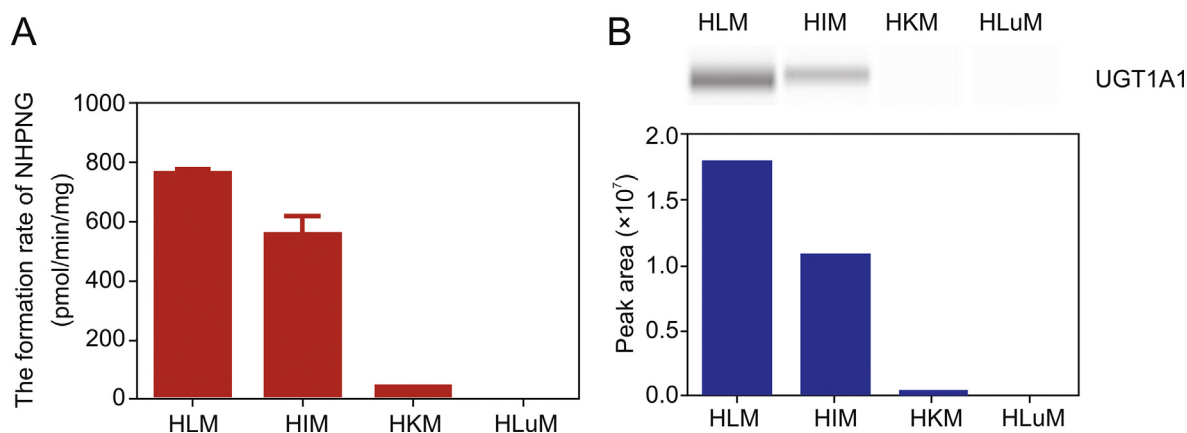 A
The formation rate of NHPNG
(pmol/min/mg)
1000
800
600
400
200
0
HLM HIM HKM HLuM
B
HLM HIM HKM HLuM
UGT1A1
Peak area (×10⁷)
2.0
1.5
1.0
0.5
0.0
HLM HIM HKM HLuM